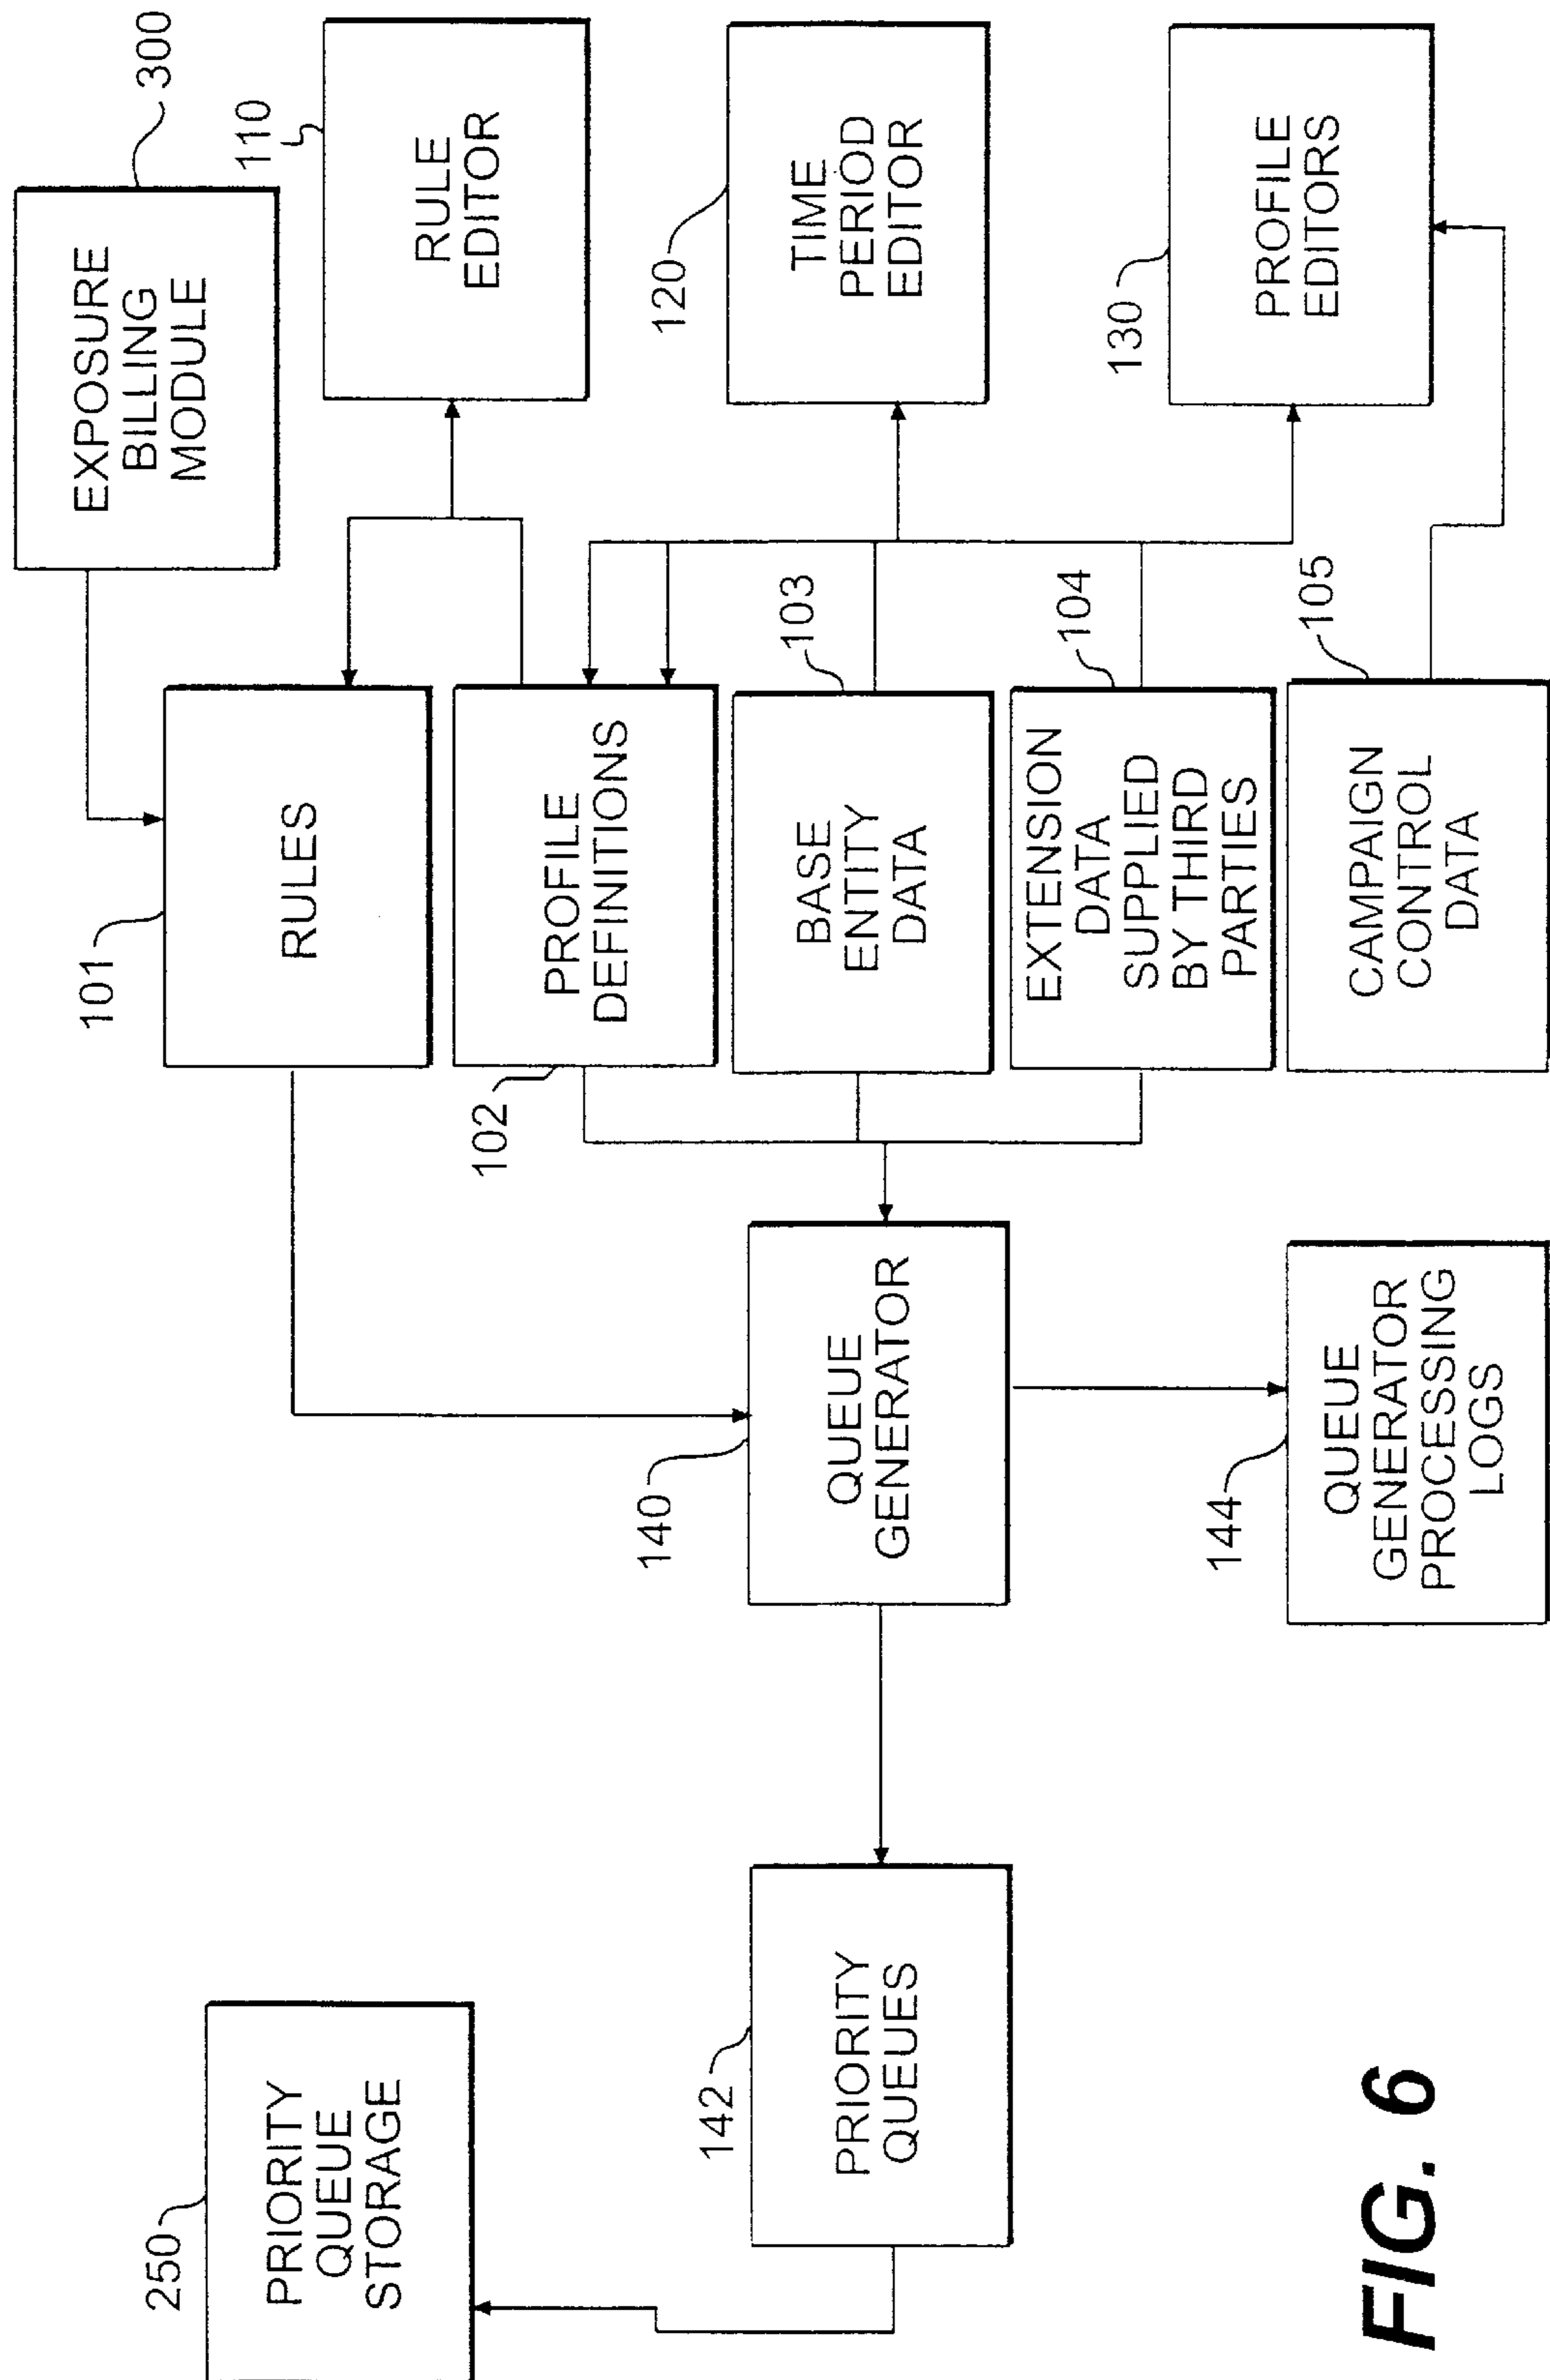 250
PRIORITY
QUEUE
STORAGE
142
PRIORITY
QUEUES
140
QUEUE
GENERATOR
144
QUEUE
GENERATOR
PROCESSING
LOGS
101
RULES
102
PROFILE
DEFINITIONS
103
BASE
ENTITY
DATA
104
EXTENSION
DATA
SUPPLIED
BY THIRD
PARTIES
105
CAMPAIGN
CONTROL
DATA
300
EXPOSURE
BILLING
MODULE
110
RULE
EDITOR
120
TIME
PERIOD
EDITOR
130
PROFILE
EDITORS
FIG. 6